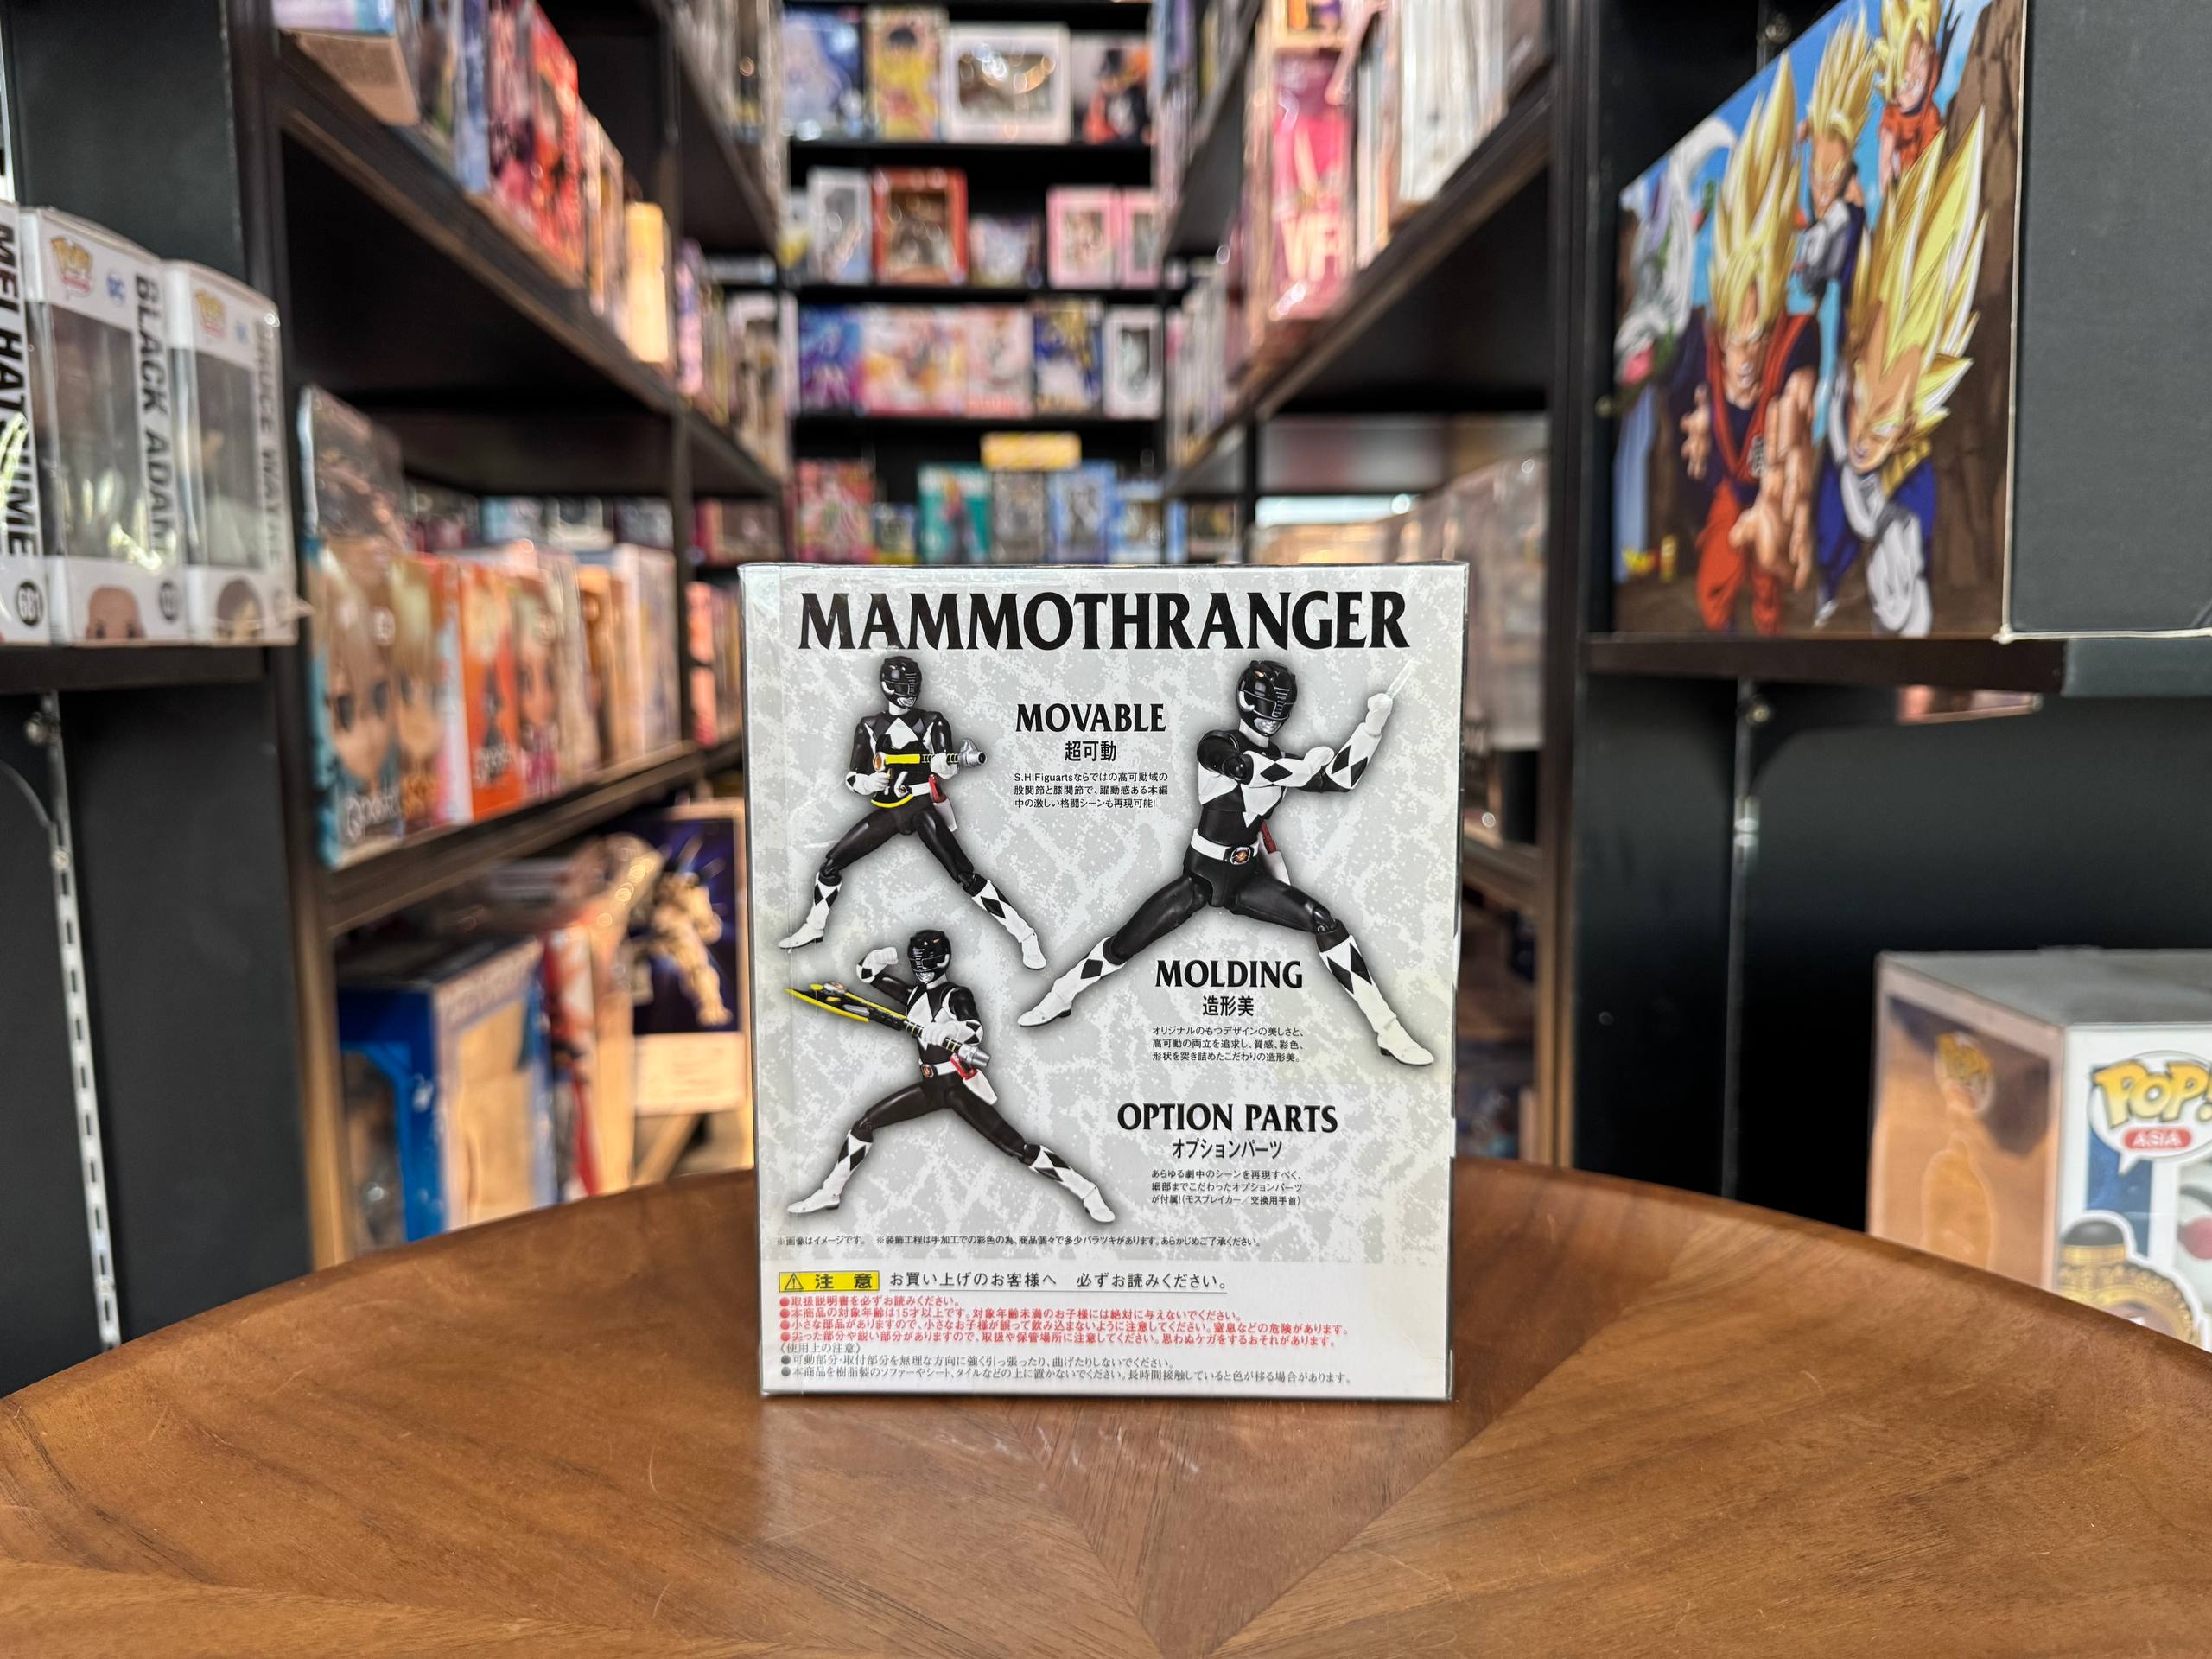 MAMMOTHRANGER
MOVABLE
超可動
S.H.Figuartsならではの高可動域の
股関節と膝関節で、躍動感ある本編
中の激しい格闘シーンも再現可能!
MOLDING
造形美
オリジナルのもつデザインの美しさと、
高可動の両立を追求し、質感、彩色、
形状を突き詰めたこだわりの造形美。
OPTION PARTS
オプションパーツ
あらゆる劇中のシーンを再現すべく、
細部までこだわったオプションパーツ
が付属!(モスブレイカー／交換用手首)
※画像はイメージです。 ※装飾工程は手加工での彩色の為、商品個々で多少バラツキがあります。あらかじめご了承ください。
注 意 お買い上げのお客様へ 必ずお読みください。
●取扱説明書を必ずお読みください。
●本商品の対象年齢は15才以上です。対象年齢未満のお子様には絶対に与えないでください。
●小さな部品がありますので、小さなお子様が誤って飲み込まないように注意してください。窒息などの危険があります。
●尖った部分や鋭い部分がありますので、取扱や保管場所に注意してください。思わぬケガをするおそれがあります。
《使用上の注意》
●可動部分・取付部分を無理な方向に強く引っ張ったり、曲げたりしないでください。
●本商品を樹脂製のソファーやシート、タイルなどの上に置かないでください。長時間接触していると色が移る場合があります。
BLACK ADAM
POP!
681
POP!
ASIA